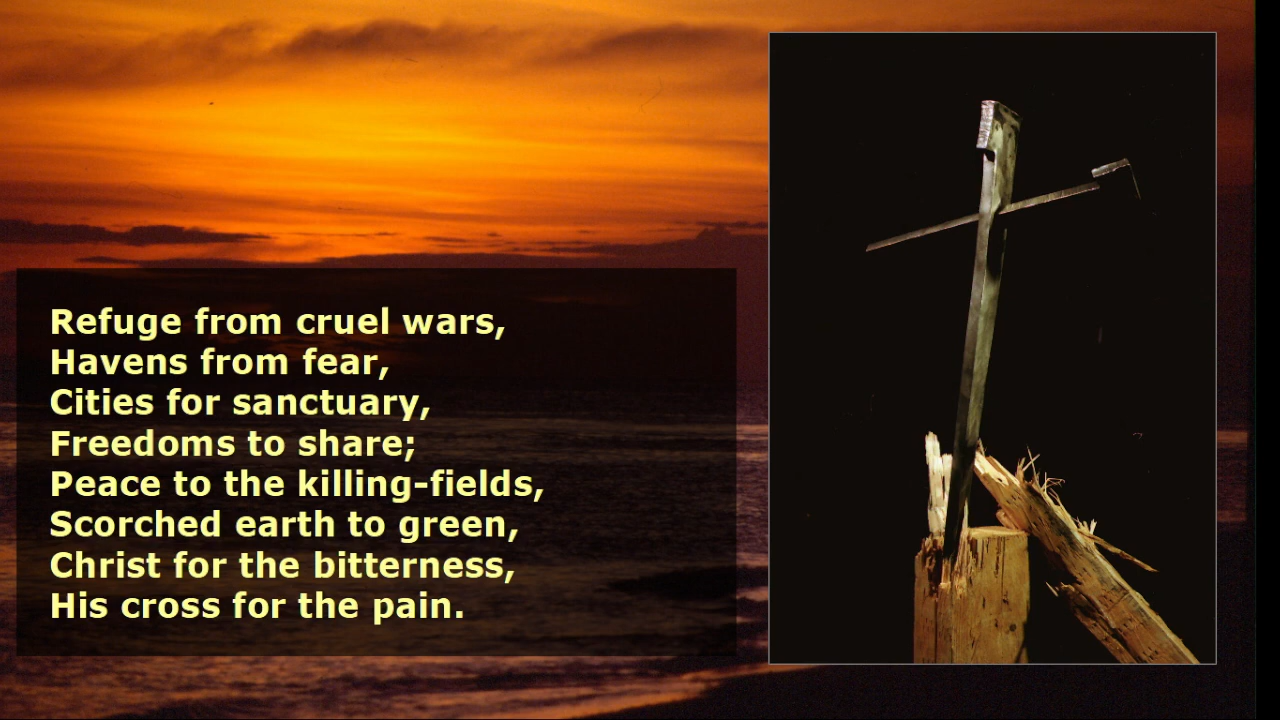 Refuge from cruel wars,
Havens from fear,
Cities for sanctuary,
Freedoms to share;
Peace to the killing-fields,
Scorched earth to green,
Christ for the bitterness,
His cross for the pain.